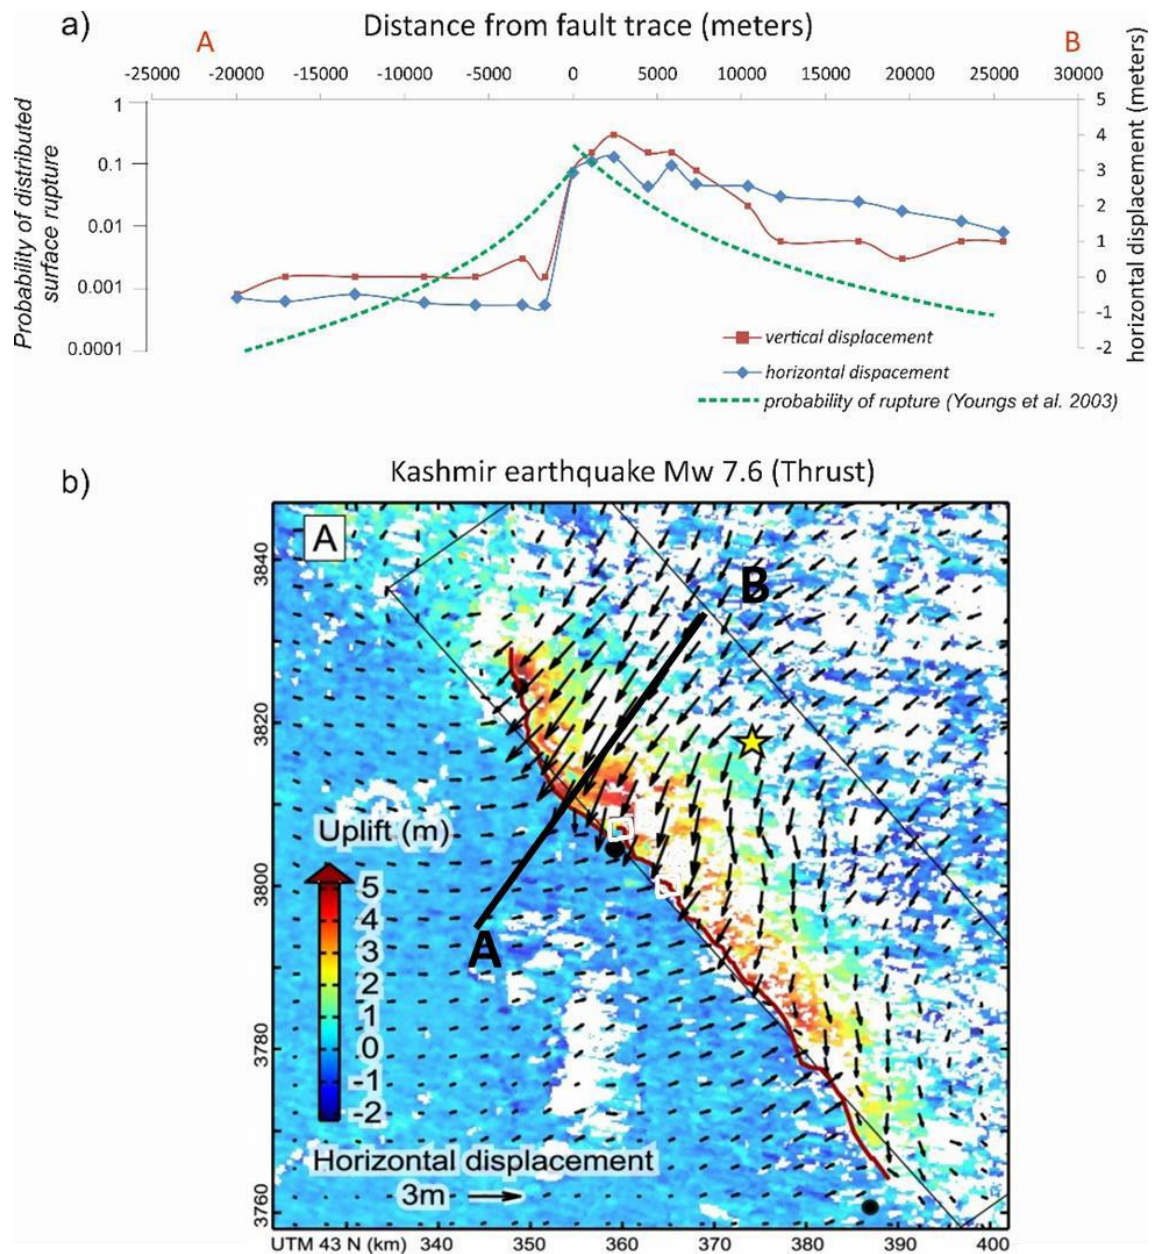 a)
Distance from fault trace (meters)
A
B
-25000 -20000 -15000 -10000 -5000 0 5000 10000 15000 20000 25000 30000
Probability of distributed
surface rupture
1
0.1
0.01
0.001
0.0001
5
4
3
2
1
0
-1
-2
horizontal displacement (meters)
vertical displacement
horizontal dispacement
probability of rupture (Youngs et al. 2003)
b)
Kashmir earthquake Mw 7.6 (Thrust)
A
B
A
3840
3820
3800
3780
3760
Uplift (m)
5
4
3
2
1
0
-1
-2
Horizontal displacement
3m
UTM 43 N (km) 340 350 360 370 380 390 400